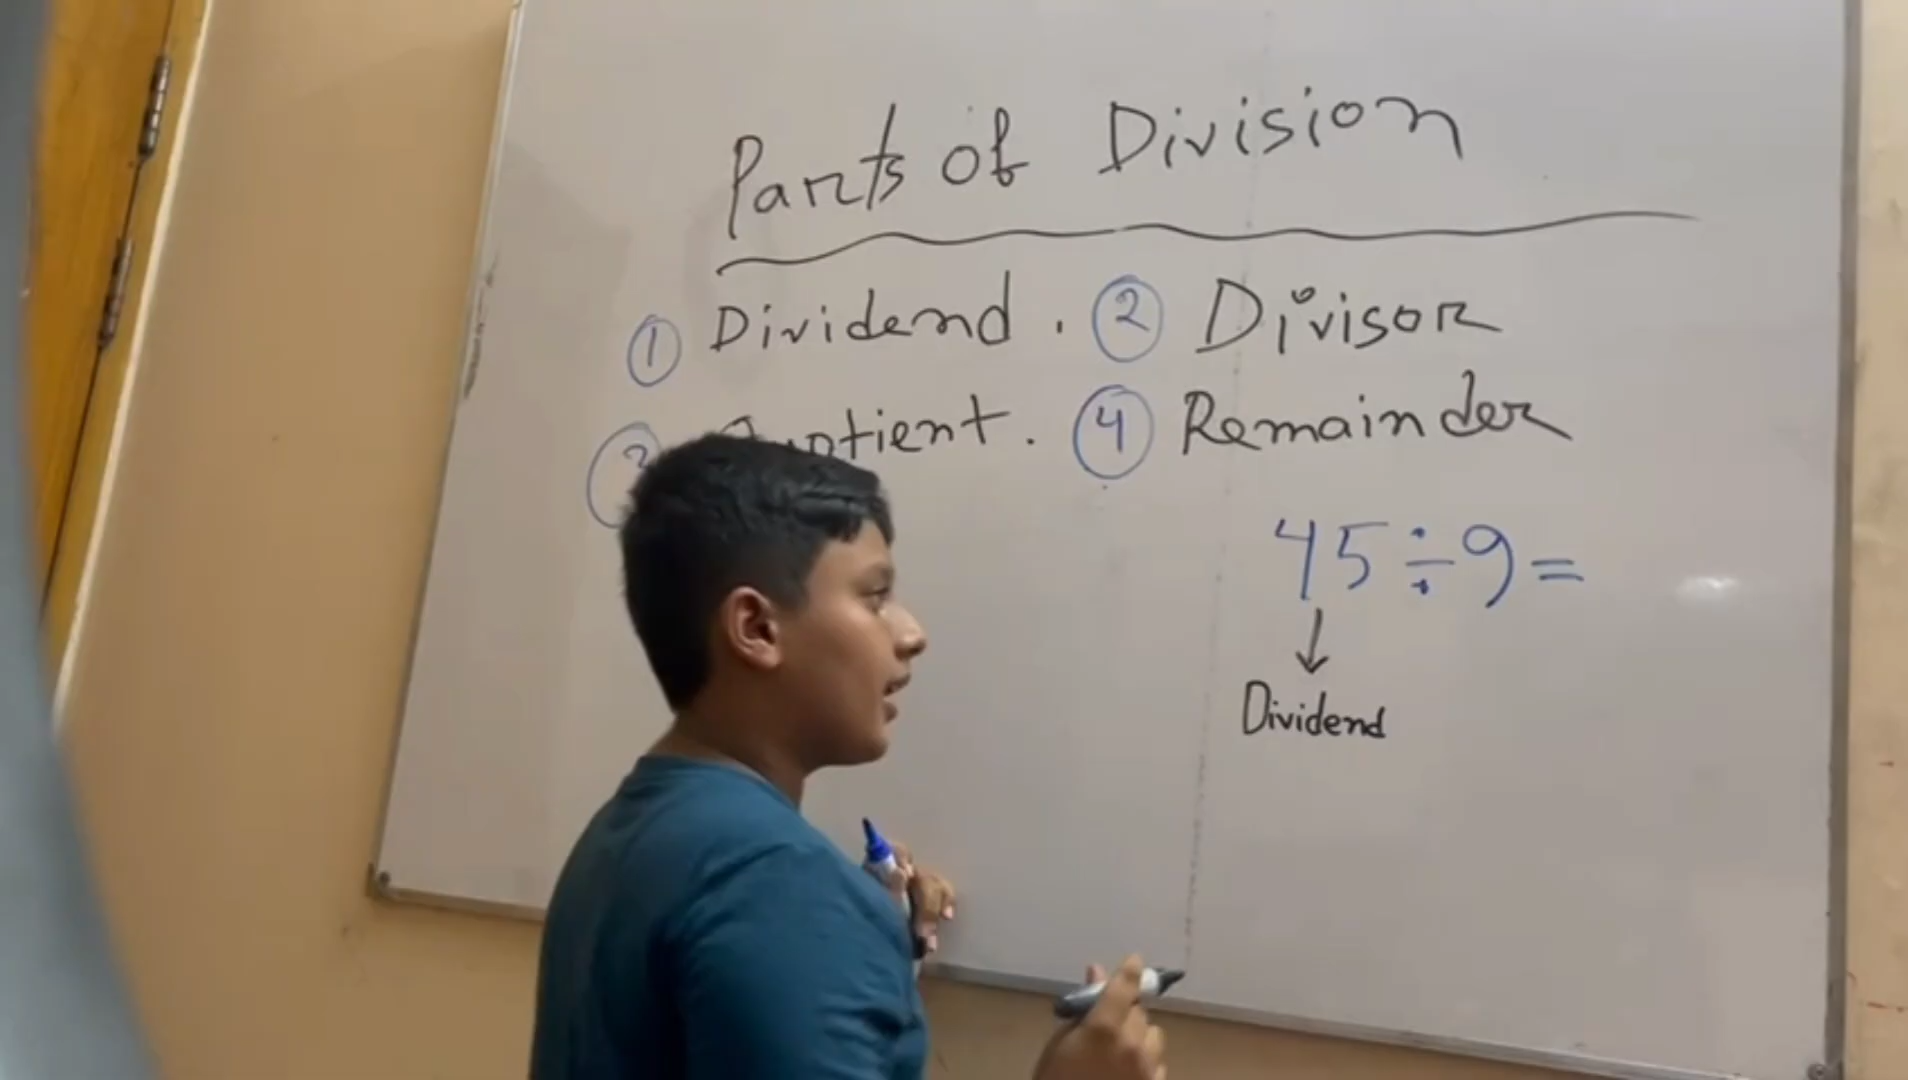 Parts of Division
① Dividend . ② Divisor
④ Remainder
45÷9=
↓
Dividend